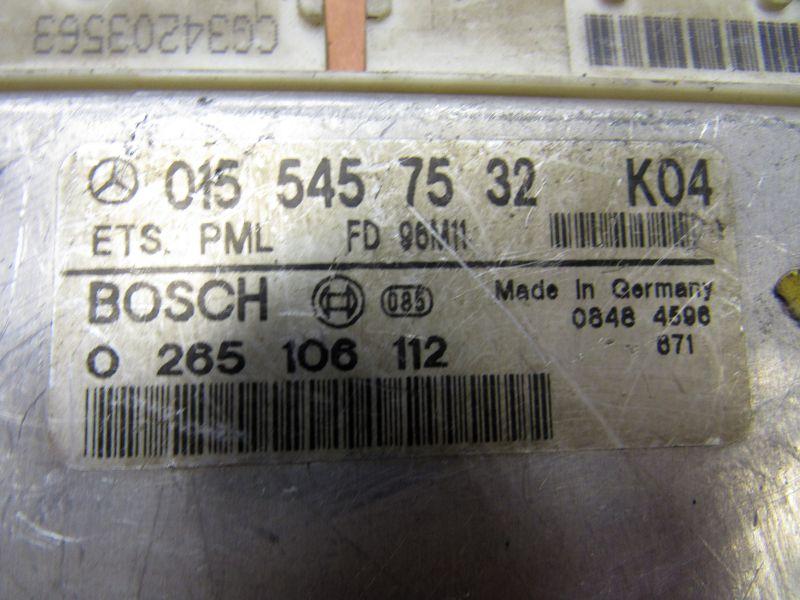 CG34203563
015 545 75 32 K04
ETS. PML FD 96M11
BOSCH 085 Made in Germany
0848 4596
0 265 106 112 671